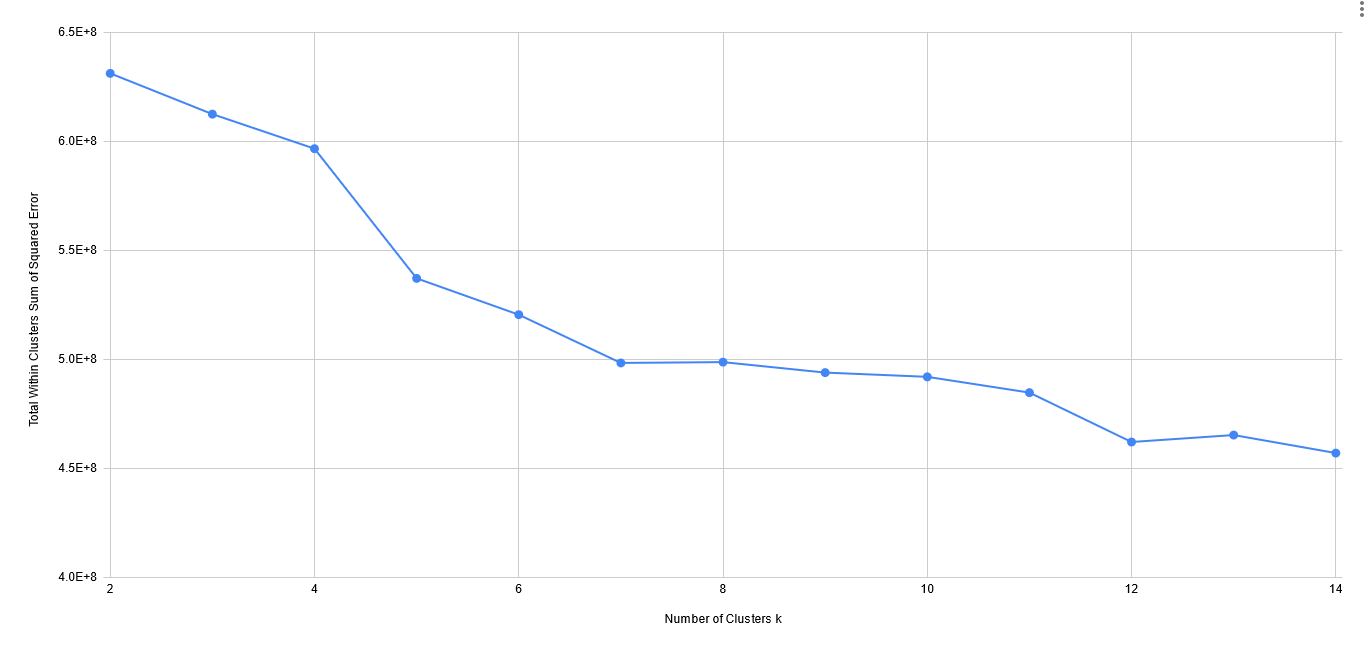 6.5E+8
6.0E+8
5.5E+8
5.0E+8
4.5E+8
4.0E+8
Total Within Clusters Sum of Squared Error
2 4 6 8 10 12 14
Number of Clusters k